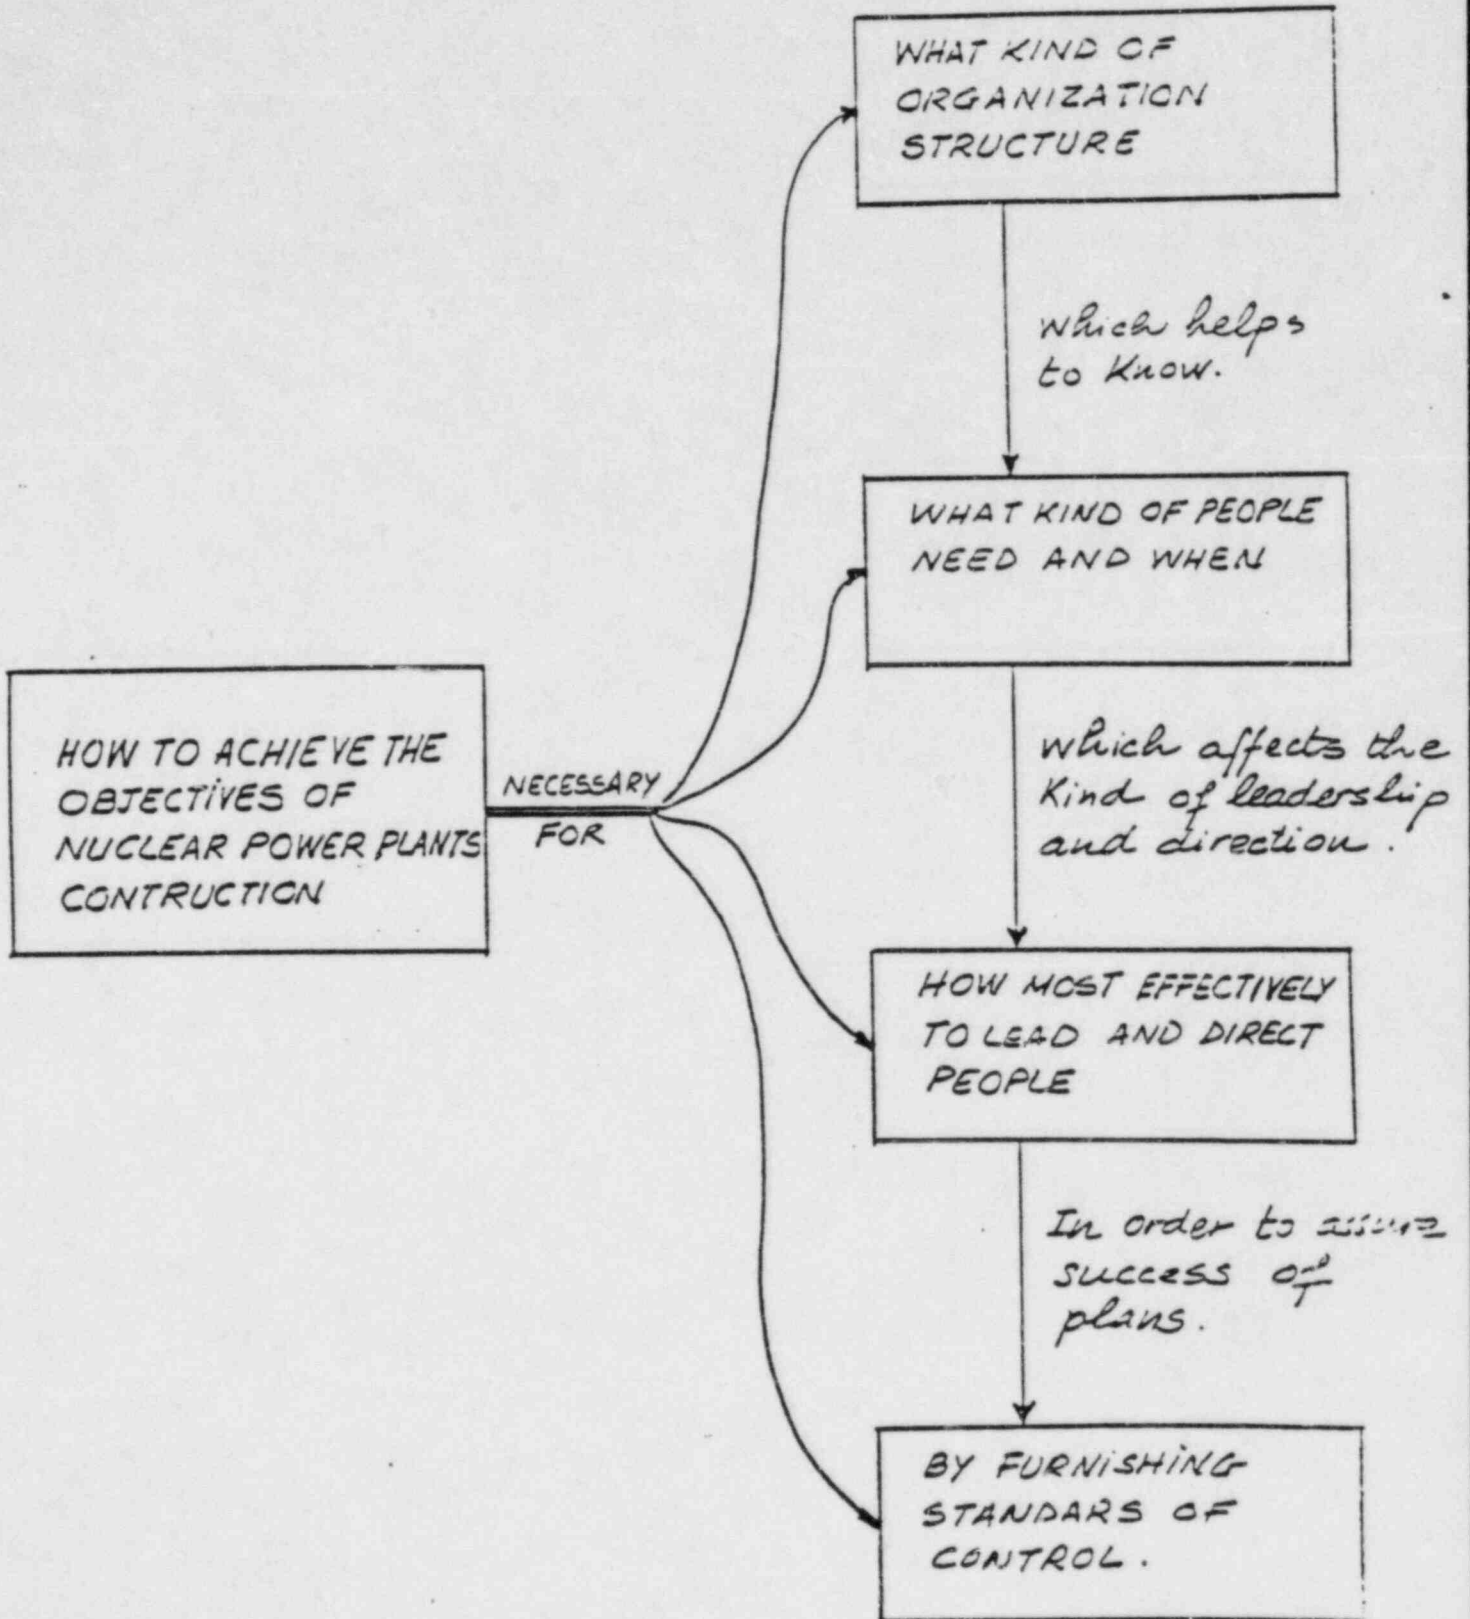 WHAT KIND OF
ORGANIZATION
STRUCTURE
which helps
to know.
WHAT KIND OF PEOPLE
NEED AND WHEN
HOW TO ACHIEVE THE
OBJECTIVES OF
NUCLEAR POWER PLANTS
CONTRUCTION
NECESSARY
FOR
which affects the
kind of leadership
and direction.
HOW MOST EFFECTIVELY
TO LEAD AND DIRECT
PEOPLE
In order to assure
success of
plans.
BY FURNISHING
STANDARS OF
CONTROL.